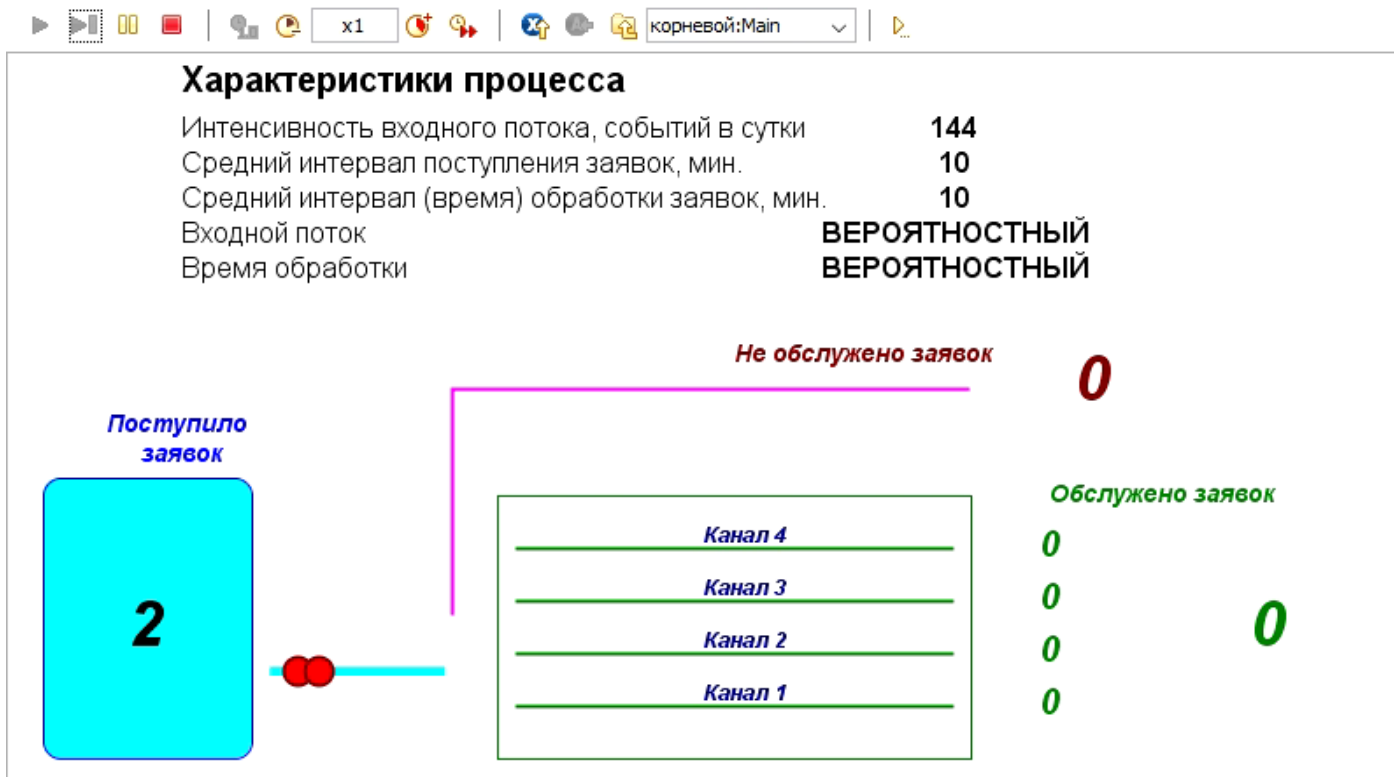 x1 корневой:Main
Характеристики процесса
Интенсивность входного потока, событий в сутки 144
Средний интервал поступления заявок, мин. 10
Средний интервал (время) обработки заявок, мин. 10
Входной поток ВЕРОЯТНОСТНЫЙ
Время обработки ВЕРОЯТНОСТНЫЙ
Не обслужено заявок 0
Поступило
заявок
2
Обслужено заявок
Канал 4 0
Канал 3 0
Канал 2 0
Канал 1 0
0